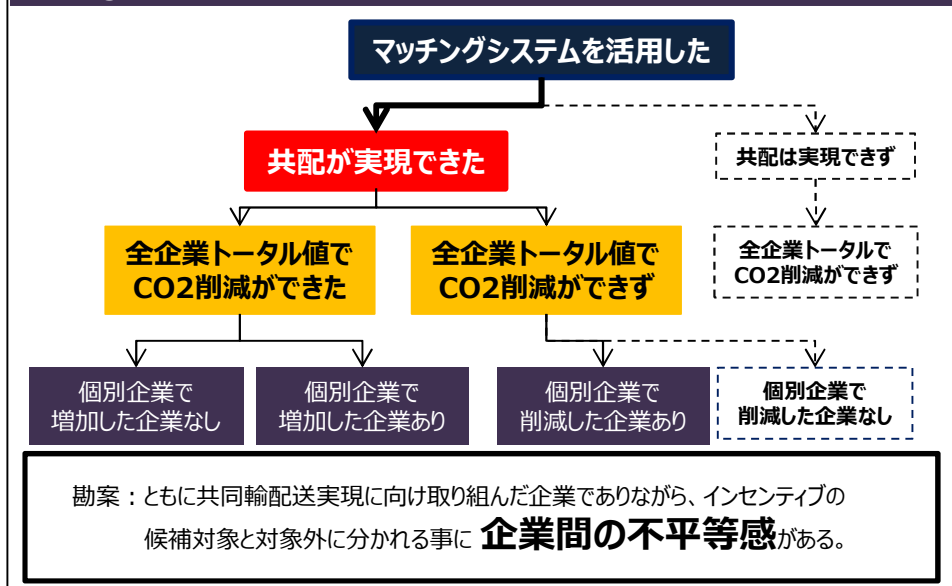 マッチングシステムを活用した
共配が実現できた
共配は実現できず
全企業トータル値で
CO2削減ができた
全企業トータル値で
CO2削減ができず
全企業トータルで
CO2削減ができず
個別企業で
増加した企業なし
個別企業で
増加した企業あり
個別企業で
削減した企業あり
個別企業で
削減した企業なし
勘案：ともに共同輸配送実現に向け取り組んだ企業でありながら、インセンティブの
候補対象と対象外に分かれる事に 企業間の不平等感がある。